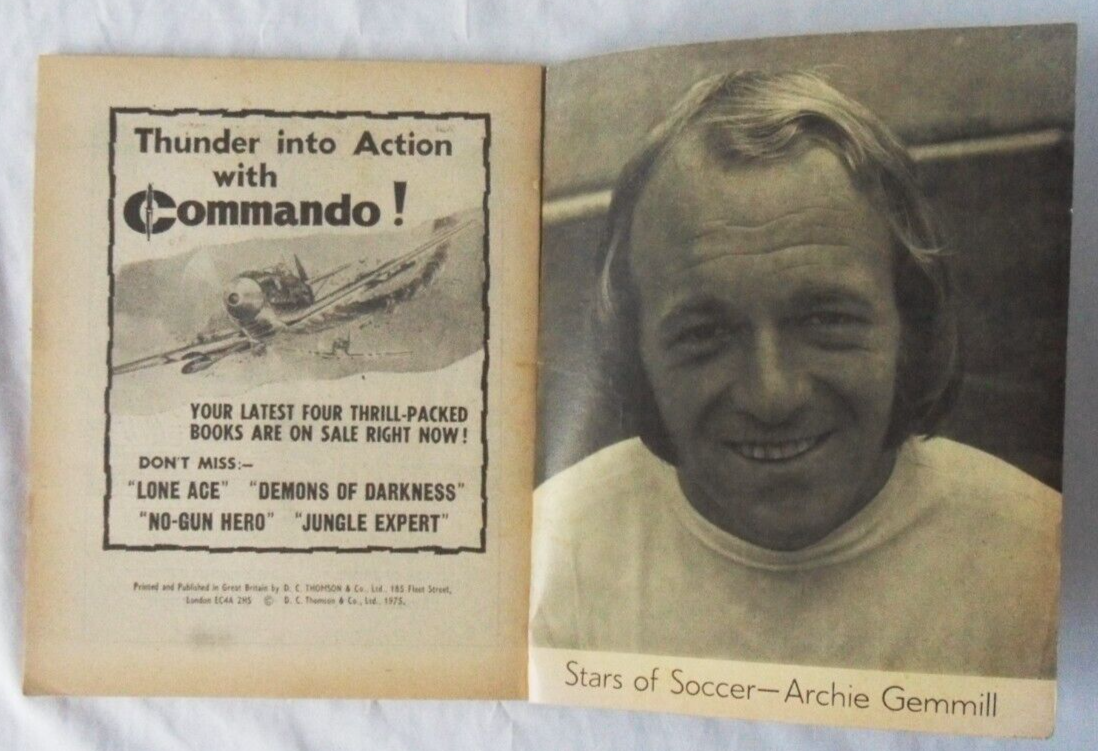 Thunder into Action
with
Commando!
YOUR LATEST FOUR THRILL-PACKED
BOOKS ARE ON SALE RIGHT NOW!
DON'T MISS:—
"LONE ACE" "DEMONS OF DARKNESS"
"NO-GUN HERO" "JUNGLE EXPERT"
Printed and Published in Great Britain by D. C. THOMSON & Co., Ltd., 185 Fleet Street,
London EC4A 2HS © D. C. Thomson & Co., Ltd., 1975.
Stars of Soccer—Archie Gemmill